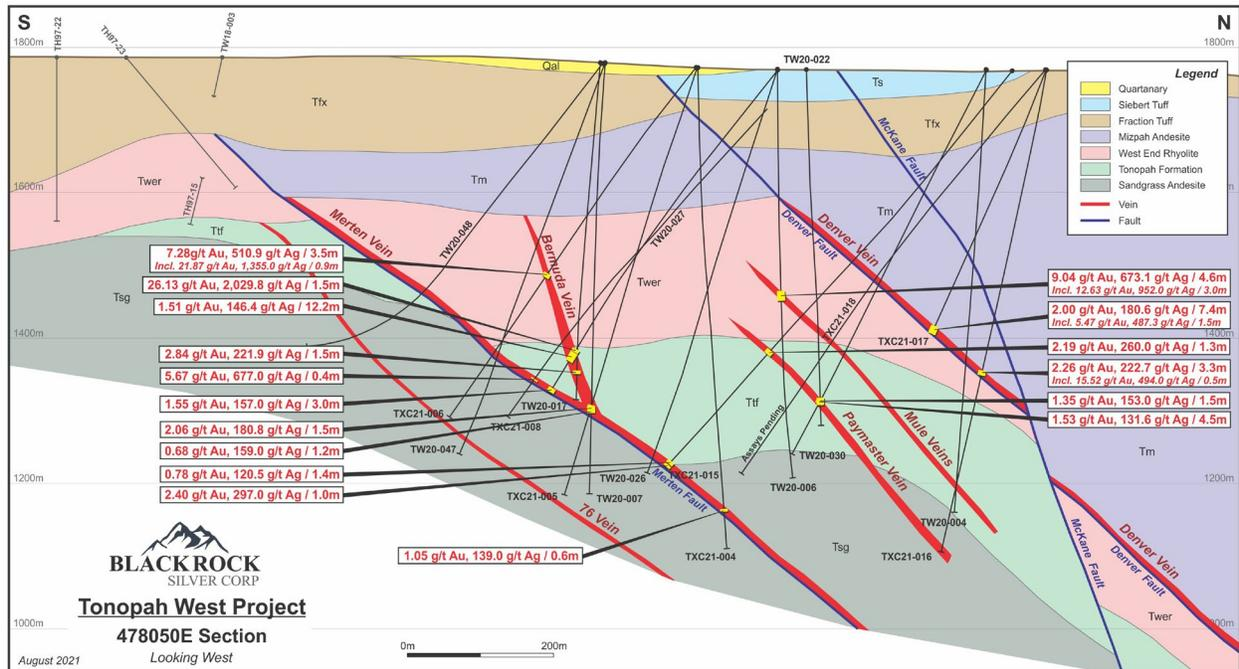 S
N
1800m
1800m
TH97-22
TH97-23
TW18-003
TW20-022
Qal
Ts
Tfx
Tfx
McKane Fault
Legend
Quartanary
Siebert Tuff
Fraction Tuff
Mizpah Andesite
West End Rhyolite
Tonopah Formation
Sandgrass Andesite
Vein
Fault
1600m
Twer
TH97-15
Tm
Tm
Ttf
Merten Vein
TW20-048
Bermuda Vein
TW20-027
Twer
Denver Fault
Denver Vein
Tsg
7.28g/t Au, 510.9 g/t Ag / 3.5m
Incl. 21.87 g/t Au, 1,355.0 g/t Ag / 0.9m
26.13 g/t Au, 2,029.8 g/t Ag / 1.5m
1.51 g/t Au, 146.4 g/t Ag / 12.2m
2.84 g/t Au, 221.9 g/t Ag / 1.5m
5.67 g/t Au, 677.0 g/t Ag / 0.4m
1.55 g/t Au, 157.0 g/t Ag / 3.0m
2.06 g/t Au, 180.8 g/t Ag / 1.5m
0.68 g/t Au, 159.0 g/t Ag / 1.2m
0.78 g/t Au, 120.5 g/t Ag / 1.4m
2.40 g/t Au, 297.0 g/t Ag / 1.0m
9.04 g/t Au, 673.1 g/t Ag / 4.6m
Incl. 12.63 g/t Au, 952.0 g/t Ag / 3.0m
2.00 g/t Au, 180.6 g/t Ag / 7.4m
Incl. 5.47 g/t Au, 487.3 g/t Ag / 1.5m
2.19 g/t Au, 260.0 g/t Ag / 1.3m
2.26 g/t Au, 222.7 g/t Ag / 3.3m
Incl. 15.52 g/t Au, 494.0 g/t Ag / 0.5m
1.35 g/t Au, 153.0 g/t Ag / 1.5m
1.53 g/t Au, 131.6 g/t Ag / 4.5m
1400m
1400m
TXC21-018
TXC21-017
TXC21-006
TW20-017
TXC21-008
TW20-047
Ttf
Assays Pending
Paymaster Vein
Mule Veins
Tm
TW20-030
TW20-026
TXC21-015
TW20-006
1200m
1200m
Merten Fault
TXC21-005
TW20-007
76 Vein
TW20-004
TXC21-016
Tsg
TXC21-004
1.05 g/t Au, 139.0 g/t Ag / 0.6m
McKane Fault
Denver Vein
Denver Fault
Twer
BLACKROCK
SILVER CORP
Tonopah West Project
478050E Section
Looking West
1000m
0m
200m
August 2021